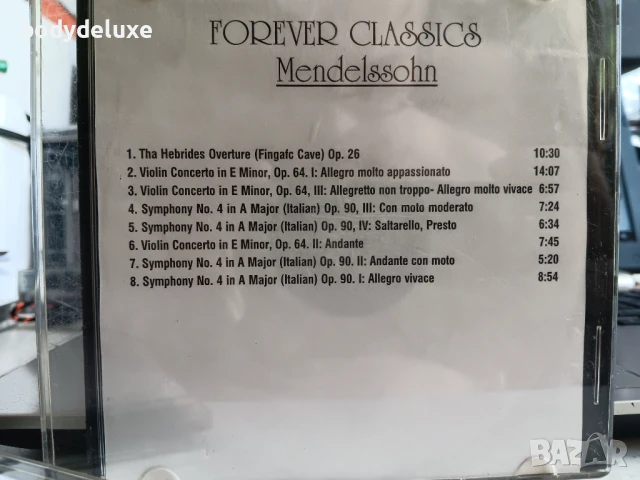 bodydeluxe
FOREVER CLASSICS
Mendelssohn
1. Tha Hebrides Overture (Fingafc Cave) Op. 26 10:30
2. Violin Concerto in E Minor, Op. 64. I: Allegro molto appassionato 14:07
3. Violin Concerto in E Minor, Op. 64, III: Allegretto non troppo- Allegro molto vivace 6:57
4. Symphony No. 4 in A Major (Italian) Op. 90, III: Con moto moderato 7:24
5. Symphony No. 4 in A Major (Italian) Op. 90, IV: Saltarello, Presto 6:34
6. Violin Concerto in E Minor, Op. 64. II: Andante 7:45
7. Symphony No. 4 in A Major (Italian) Op. 90. II: Andante con moto 5:20
8. Symphony No. 4 in A Major (Italian) Op. 90. I: Allegro vivace 8:54
BAZAR